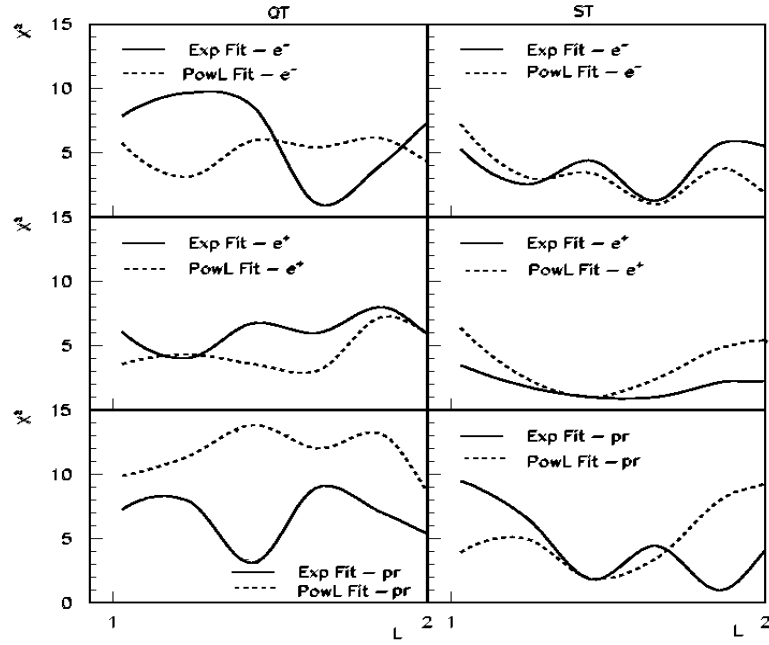 QT ST
χ² 15
Exp Fit – e⁻ Exp Fit – e⁻
PowL Fit – e⁻ PowL Fit – e⁻
10
5
χ² 15
Exp Fit – e⁺ Exp Fit – e⁺
PowL Fit – e⁺ PowL Fit – e⁺
10
5
χ² 15
Exp Fit – pr
PowL Fit – pr
10
5
Exp Fit – pr
PowL Fit – pr
0
1 2 1 2
L L